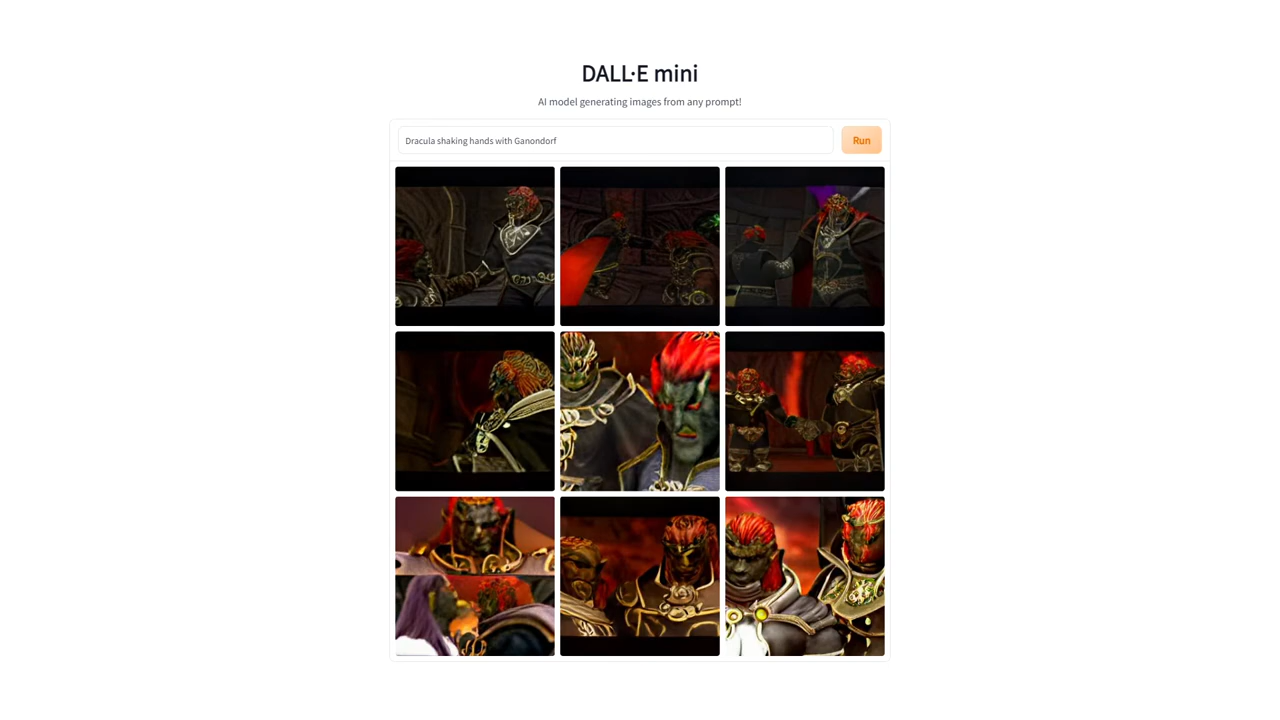 DALL·E mini
AI model generating images from any prompt!
Dracula shaking hands with Ganondorf
Run